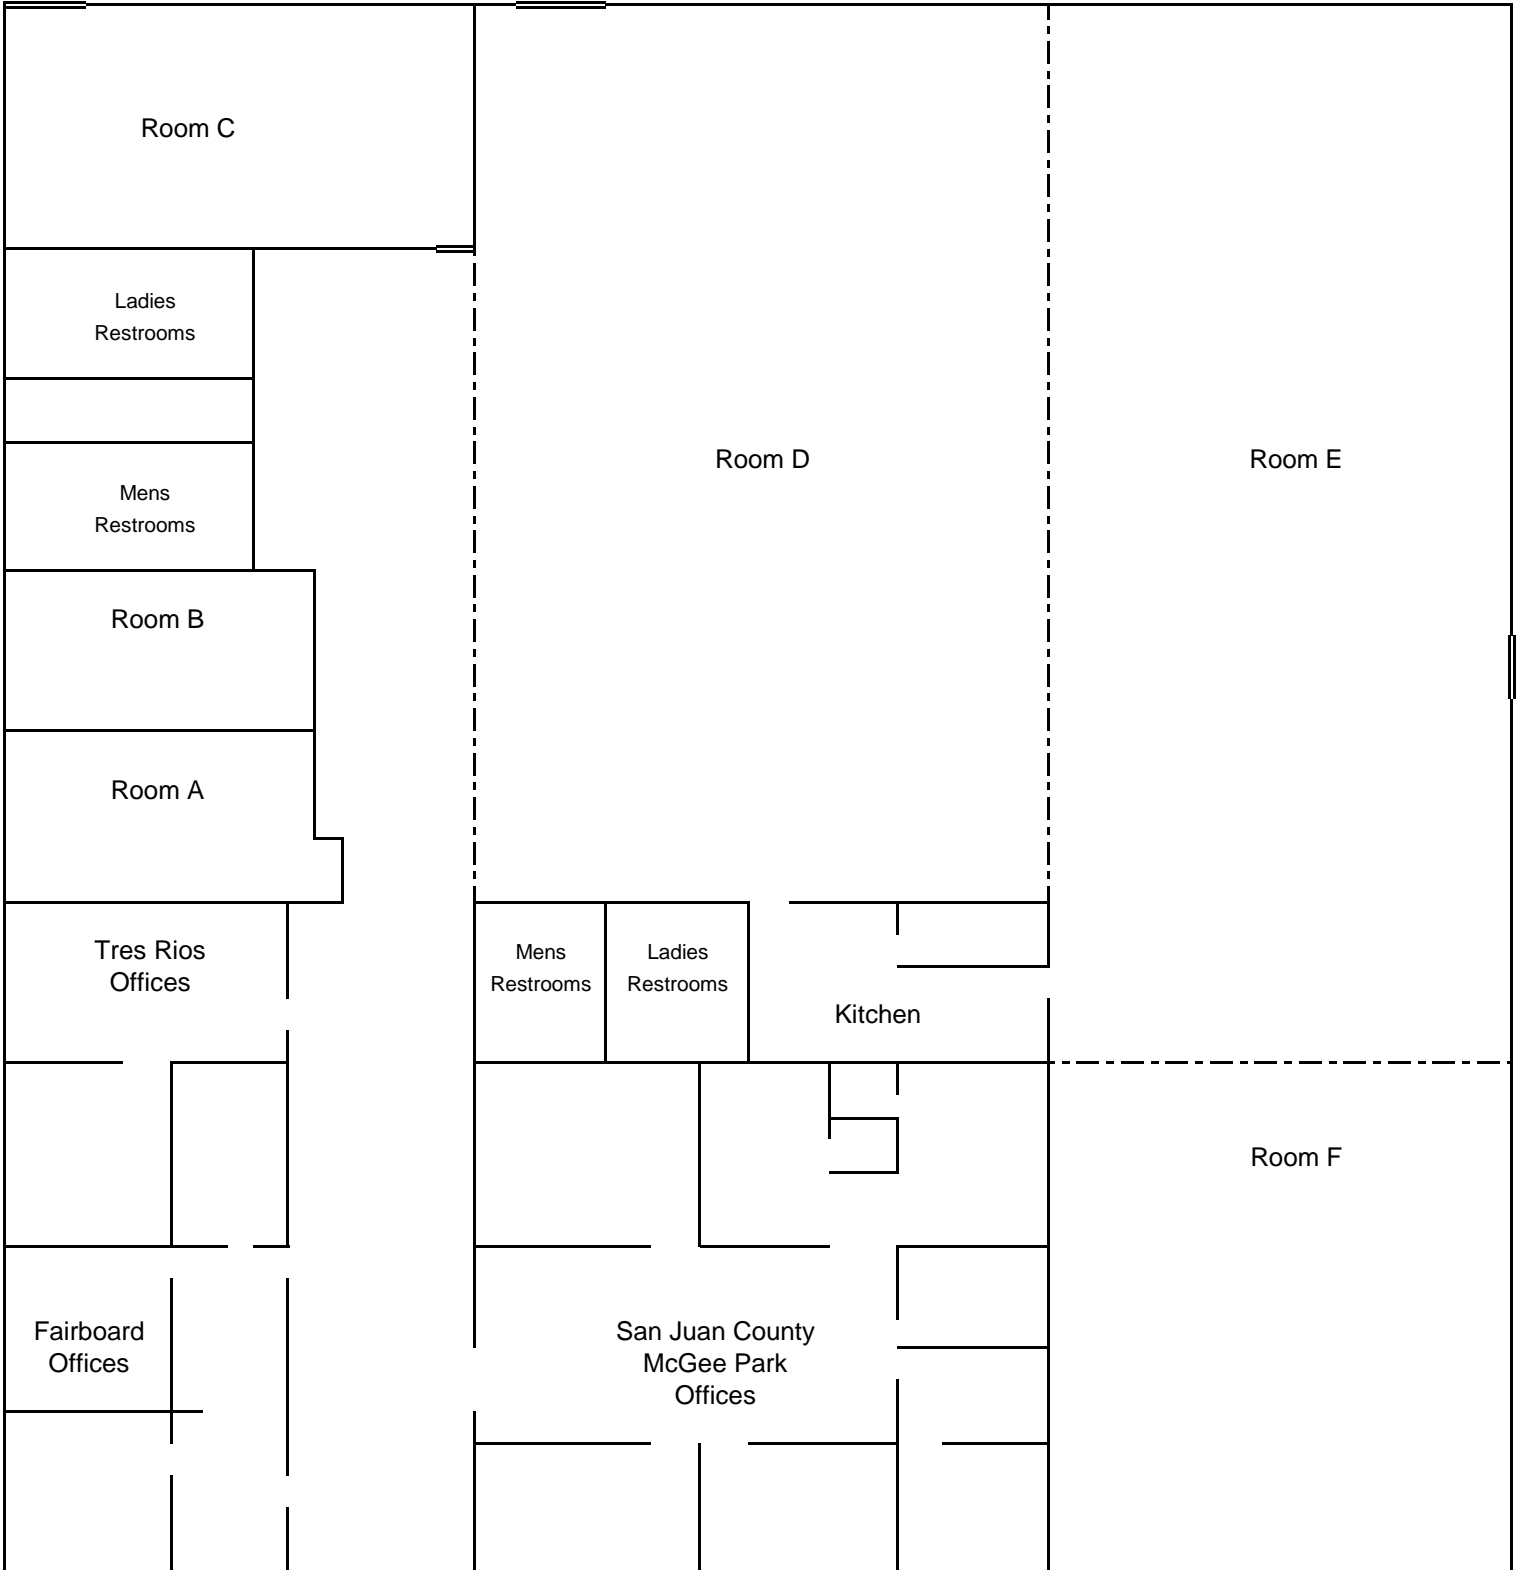 Room C
Ladies
Restrooms
Mens
Restrooms
Room D
Room E
Room B
Room A
Tres Rios
Offices
Mens
Restrooms
Ladies
Restrooms
Kitchen
Room F
Fairboard
Offices
San Juan County
McGee Park
Offices